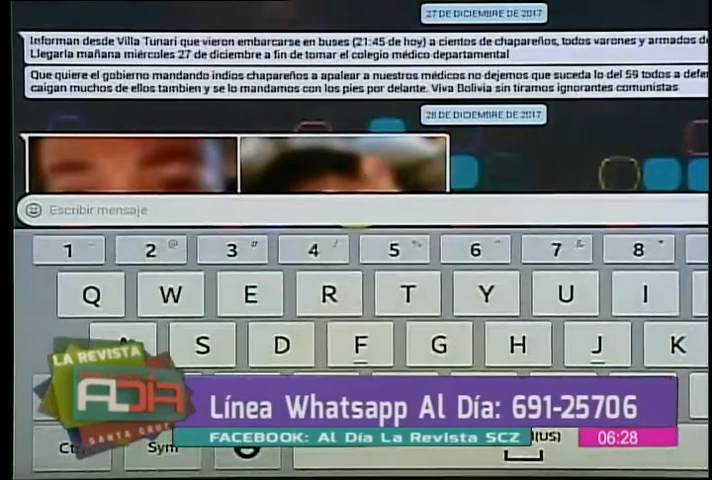 27 DE DICIEMBRE DE 2017
Informan desde Villa Tunari que vieron embarcarse en buses (21:45 de hoy) a cientos de chapareños, todos varones y armados de
Llegarla mañana miércoles 27 de diciembre a fin de tomar el colegio médico departamental
Que quiere el gobierno mandando indios chapareños a apalear a nuestros médicos no dejemos que suceda lo del 59 todos a defe
caigan muchos de ellos tambien y se lo mandamos con los pies por delante. Viva Bolivia sin tiramos ignorantes comunistas
28 DE DICIEMBRE DE 2017
Escribir mensaje
1 2 @ 3 # 4 / 5 % 6 ^ 7 & 8 *
Q W E R T Y U I
A S D F G H J K
LA REVISTA
AL DÍA
SANTA CRUZ
Línea Whatsapp Al Día: 691-25706
FACEBOOK: Al Día La Revista SCZ
(US)
06:28
Ctr Sym